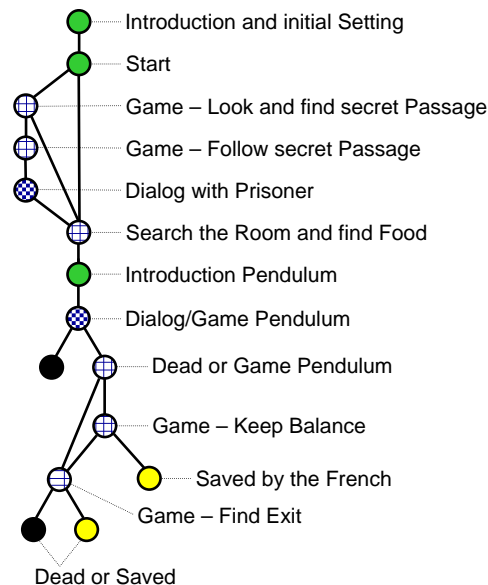 Introduction and initial Setting
Start
Game – Look and find secret Passage
Game – Follow secret Passage
Dialog with Prisoner
Search the Room and find Food
Introduction Pendulum
Dialog/Game Pendulum
Dead or Game Pendulum
Game – Keep Balance
Saved by the French
Game – Find Exit
Dead or Saved